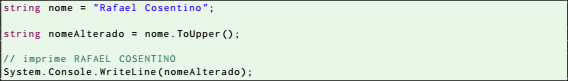 string nome = "Rafael Cosentino";
string nomeAlterado = nome.ToUpper();
// imprime RAFAEL COSENTINO
System.Console.WriteLine(nomeAlterado);